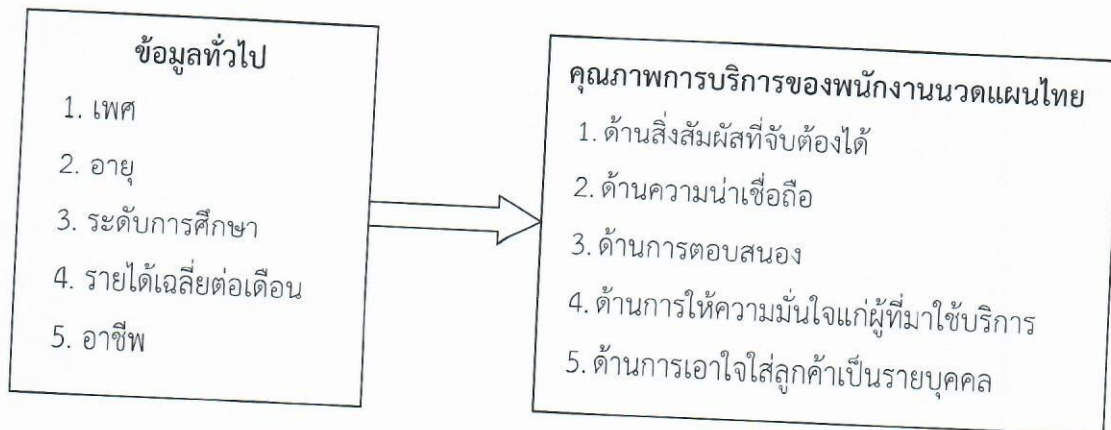 ข้อมูลทั่วไป
1. เพศ
2. อายุ
3. ระดับการศึกษา
4. รายได้เฉลี่ยต่อเดือน
5. อาชีพ
คุณภาพการบริการของพนักงานนวดแผนไทย
1. ด้านสิ่งสัมผัสที่จับต้องได้
2. ด้านความน่าเชื่อถือ
3. ด้านการตอบสนอง
4. ด้านการให้ความมั่นใจแก่ผู้ที่มาใช้บริการ
5. ด้านการเอาใจใส่ลูกค้าเป็นรายบุคคล